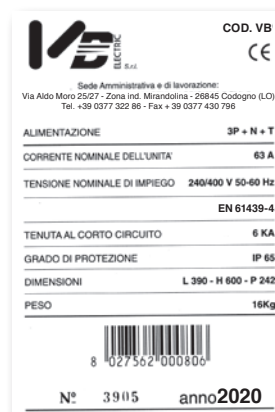 VB
ELECTRIC
S.r.l.
COD. VB
CE
Sede Amministrativa e di lavorazione:
Via Aldo Moro 25/27 - Zona ind. Mirandolina - 26845 Codogno (LO)
Tel. +39 0377 322 86 - Fax + 39 0377 430 796
ALIMENTAZIONE 3P + N + T
CORRENTE NOMINALE DELL'UNITA' 63 A
TENSIONE NOMINALE DI IMPIEGO 240/400 V 50-60 Hz
EN 61439-4
TENUTA AL CORTO CIRCUITO 6 KA
GRADO DI PROTEZIONE IP 65
DIMENSIONI L 390 - H 600 - P 242
PESO 16Kg
8 027562 000806
N° 3905 anno 2020